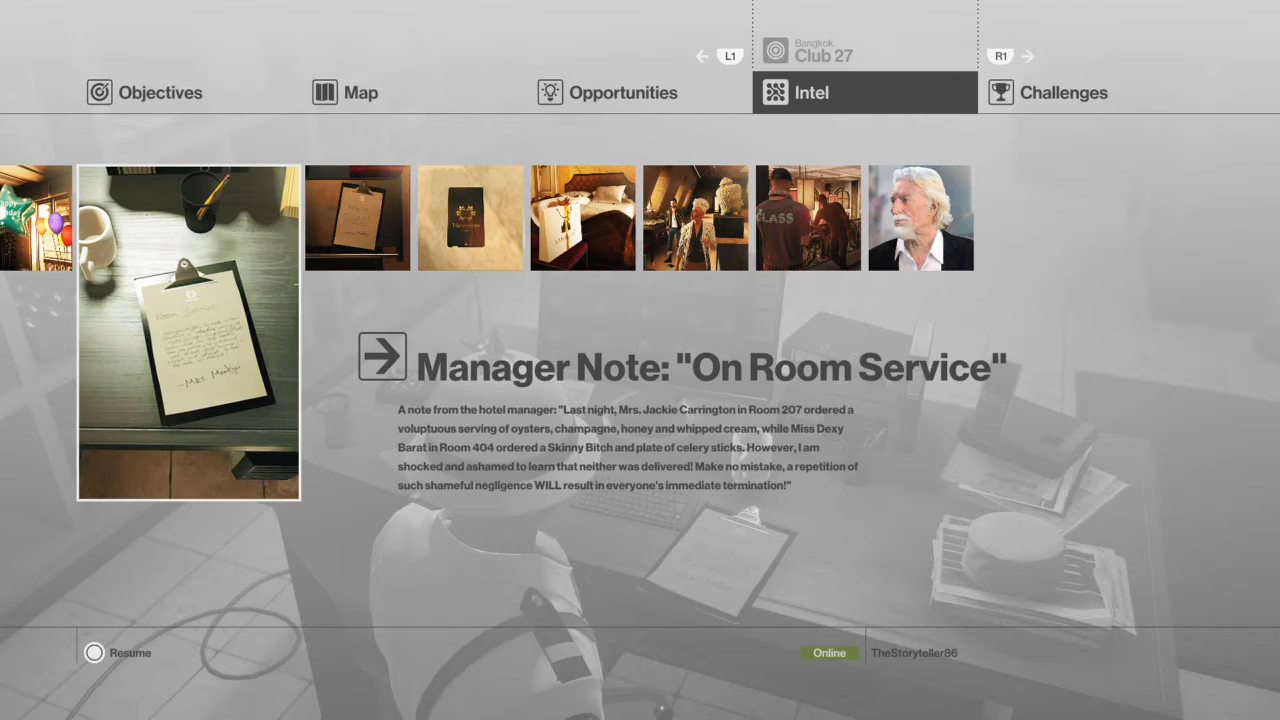 Bangkok
Club 27
L1
R1
Objectives
Map
Opportunities
Intel
Challenges
CLASS
Room Service
Manager Note: "On Room Service"
A note from the hotel manager: "Last night, Mrs. Jackie Carrington in Room 207 ordered a
voluptuous serving of oysters, champagne, honey and whipped cream, while Miss Dexy
Barat in Room 404 ordered a Skinny Bitch and plate of celery sticks. However, I am
shocked and ashamed to learn that neither was delivered! Make no mistake, a repetition of
such shameful negligence WILL result in everyone's immediate termination!"
Resume
Online
TheStoryteller86